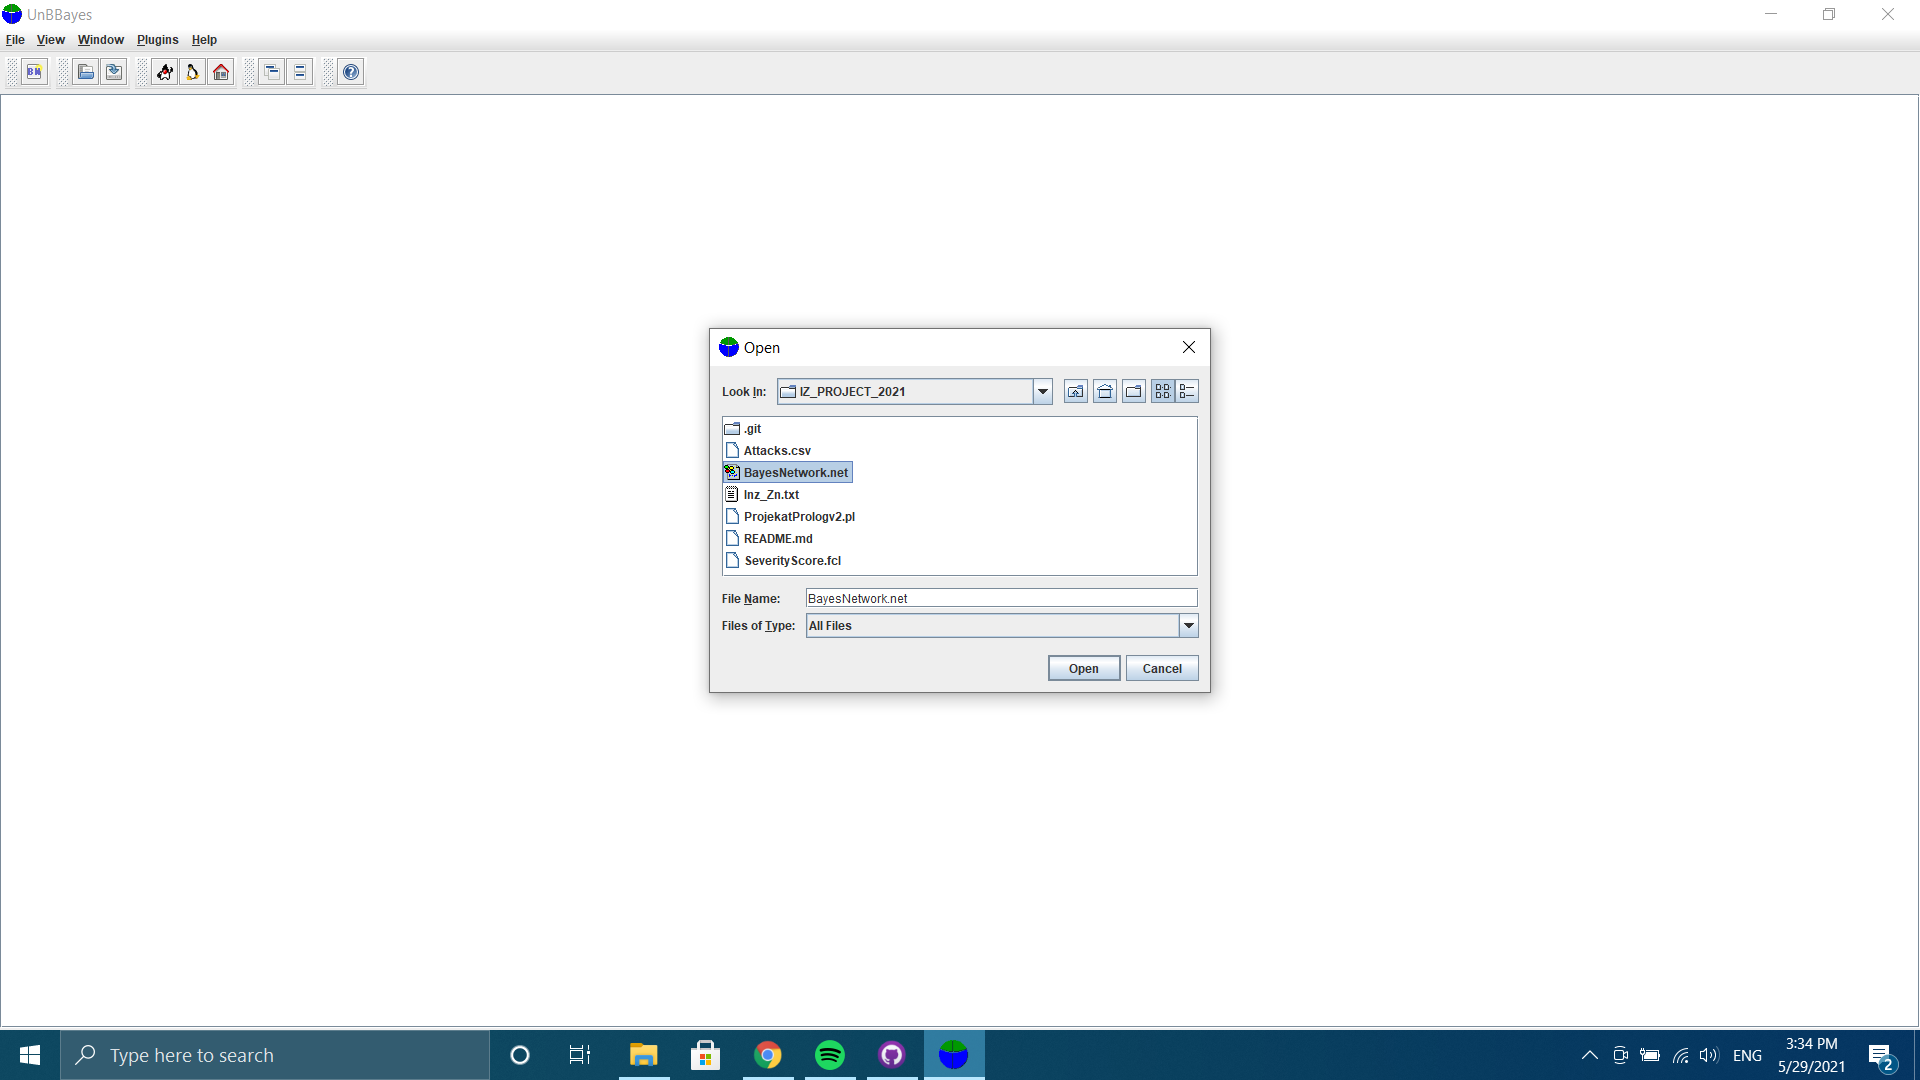 UnBBayes
File View Window Plugins Help
BN
Open
Look In: IZ_PROJECT_2021
.git
Attacks.csv
BayesNetwork.net
Inz_Zn.txt
ProjekatPrologv2.pl
README.md
SeverityScore.fcl
File Name: BayesNetwork.net
Files of Type: All Files
Open Cancel
Type here to search
ENG
3:34 PM
5/29/2021
2